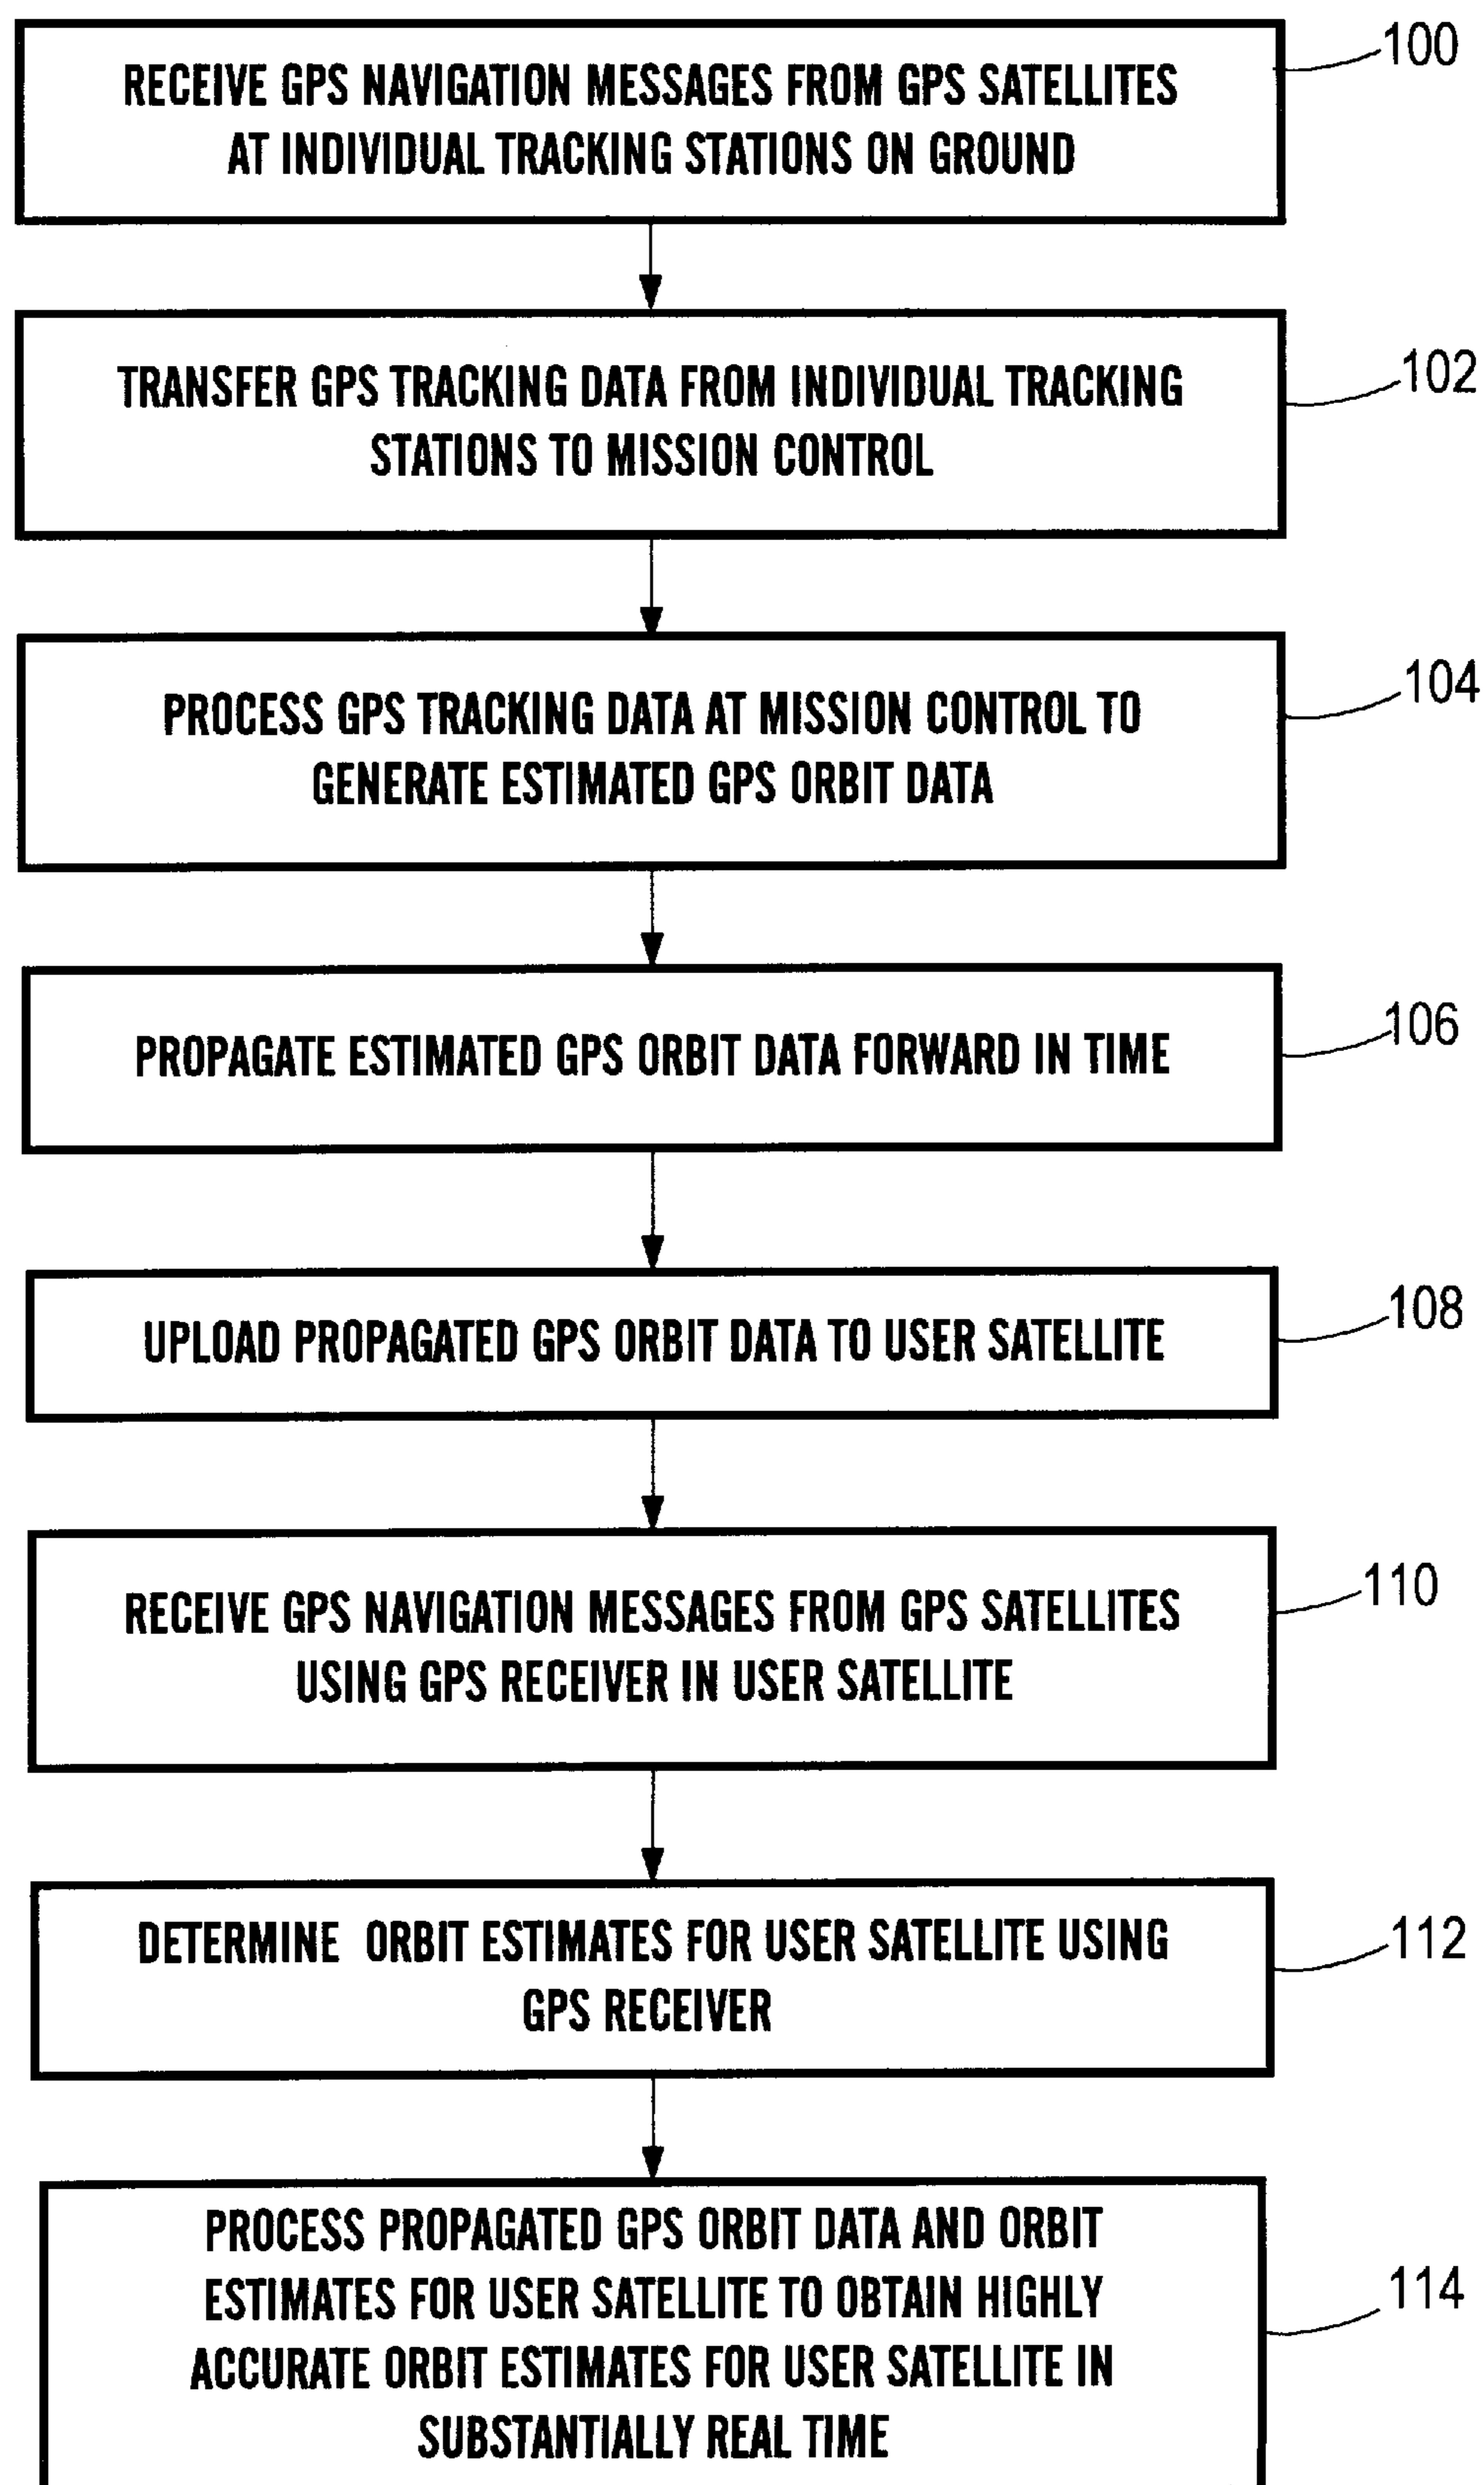 100
RECEIVE GPS NAVIGATION MESSAGES FROM GPS SATELLITES
AT INDIVIDUAL TRACKING STATIONS ON GROUND
102
TRANSFER GPS TRACKING DATA FROM INDIVIDUAL TRACKING
STATIONS TO MISSION CONTROL
104
PROCESS GPS TRACKING DATA AT MISSION CONTROL TO
GENERATE ESTIMATED GPS ORBIT DATA
106
PROPAGATE ESTIMATED GPS ORBIT DATA FORWARD IN TIME
108
UPLOAD PROPAGATED GPS ORBIT DATA TO USER SATELLITE
110
RECEIVE GPS NAVIGATION MESSAGES FROM GPS SATELLITES
USING GPS RECEIVER IN USER SATELLITE
112
DETERMINE ORBIT ESTIMATES FOR USER SATELLITE USING
GPS RECEIVER
114
PROCESS PROPAGATED GPS ORBIT DATA AND ORBIT
ESTIMATES FOR USER SATELLITE TO OBTAIN HIGHLY
ACCURATE ORBIT ESTIMATES FOR USER SATELLITE IN
SUBSTANTIALLY REAL TIME